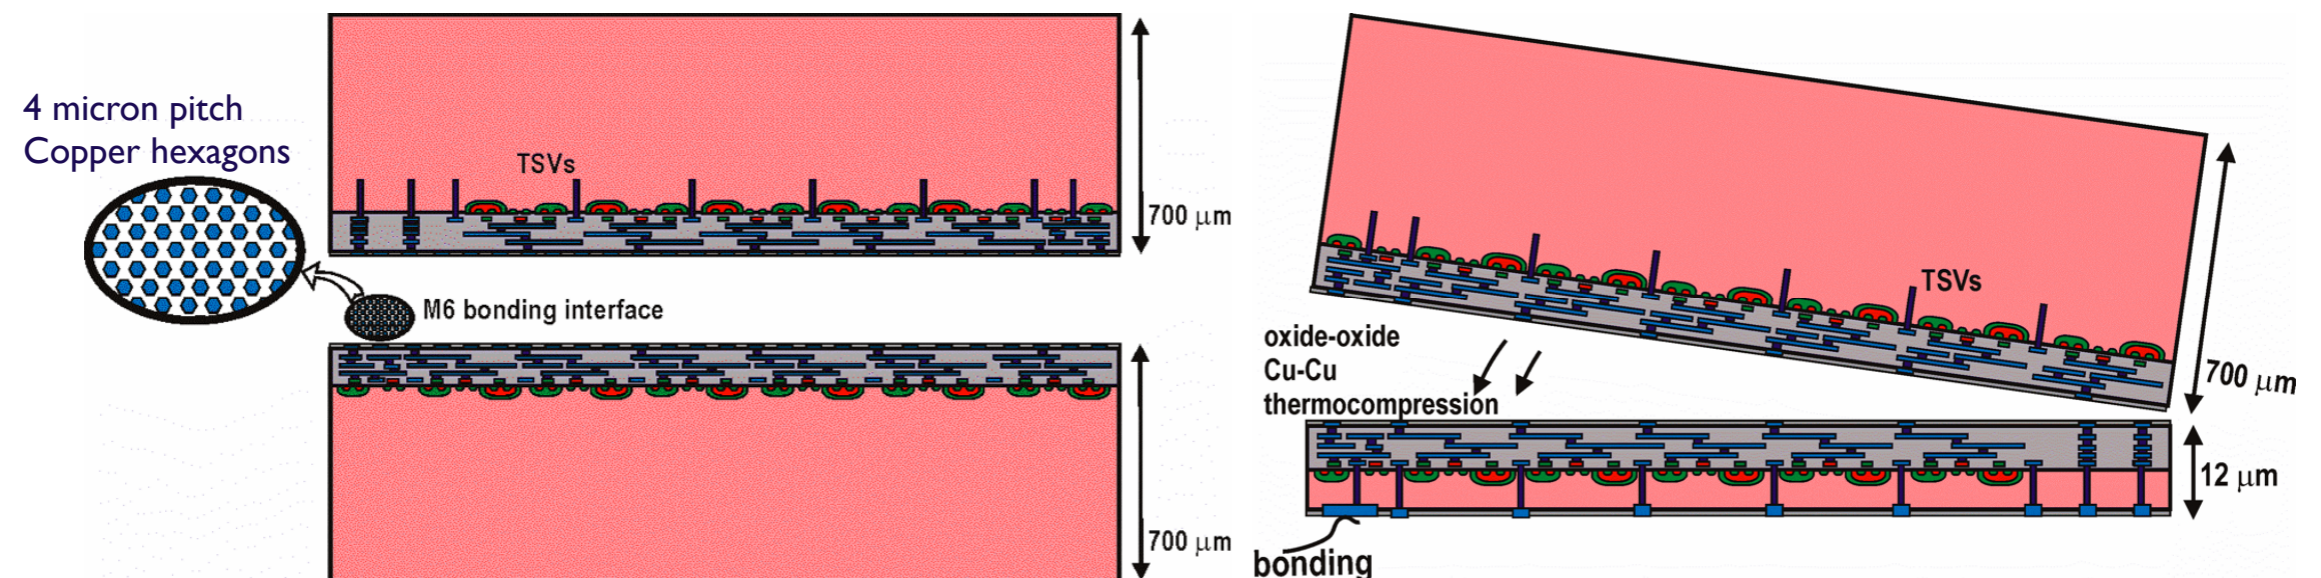 4 micron pitch
Copper hexagons
TSVs
700 μm
M6 bonding interface
700 μm
TSVs
oxide-oxide
Cu-Cu
thermocompression
700 μm
12 μm
bonding